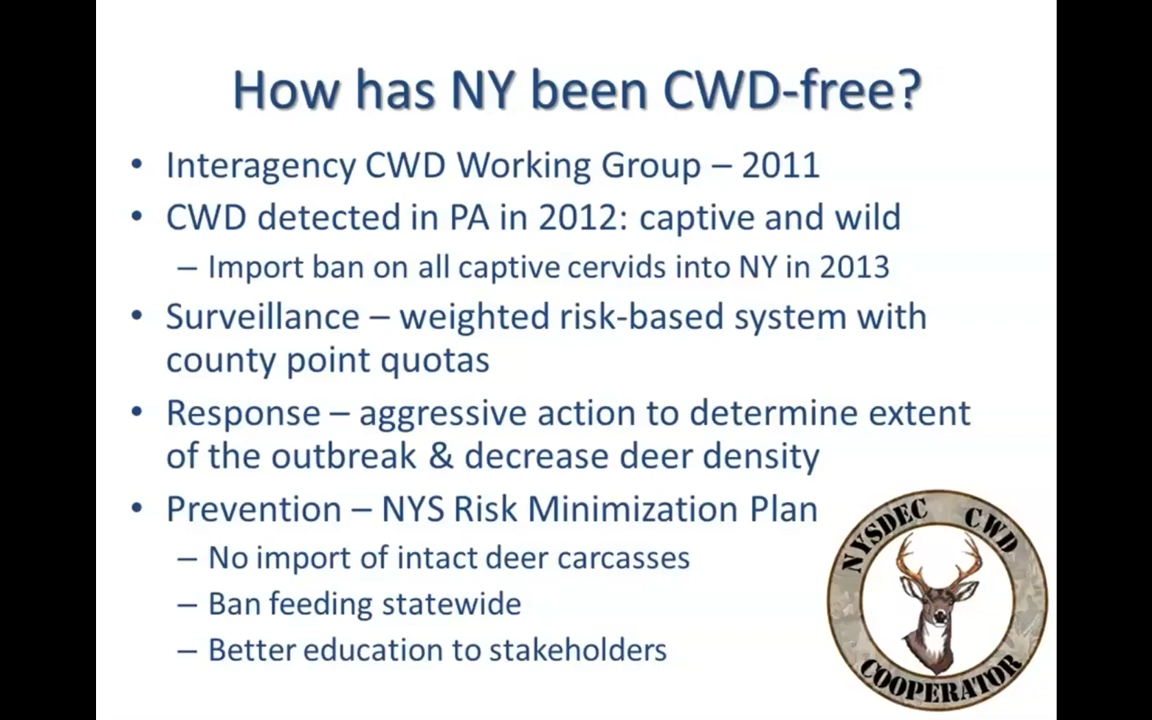 How has NY been CWD-free?
• Interagency CWD Working Group – 2011
• CWD detected in PA in 2012: captive and wild
– Import ban on all captive cervids into NY in 2013
• Surveillance – weighted risk-based system with
county point quotas
• Response – aggressive action to determine extent
of the outbreak & decrease deer density
• Prevention – NYS Risk Minimization Plan
– No import of intact deer carcasses
– Ban feeding statewide
– Better education to stakeholders
NYSDEC CWD
COOPERATOR